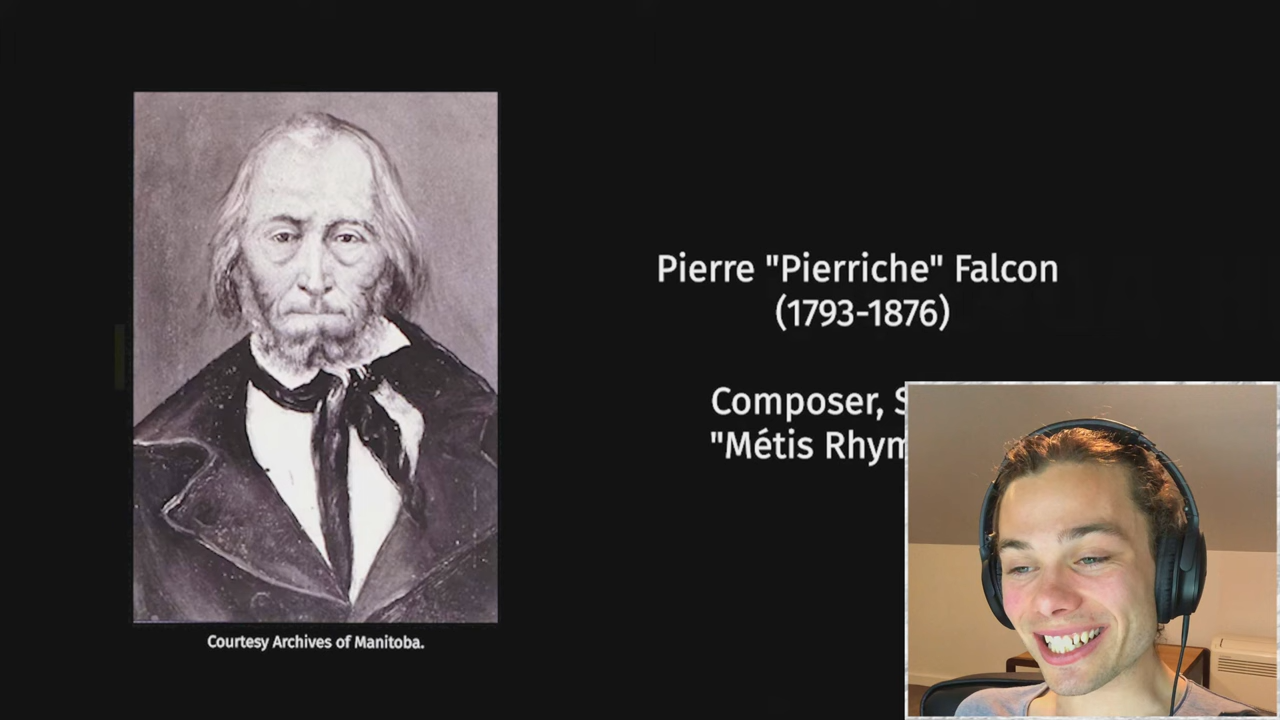 Pierre "Pierriche" Falcon
(1793-1876)
Composer,
"Métis
Courtesy Archives of Manitoba.